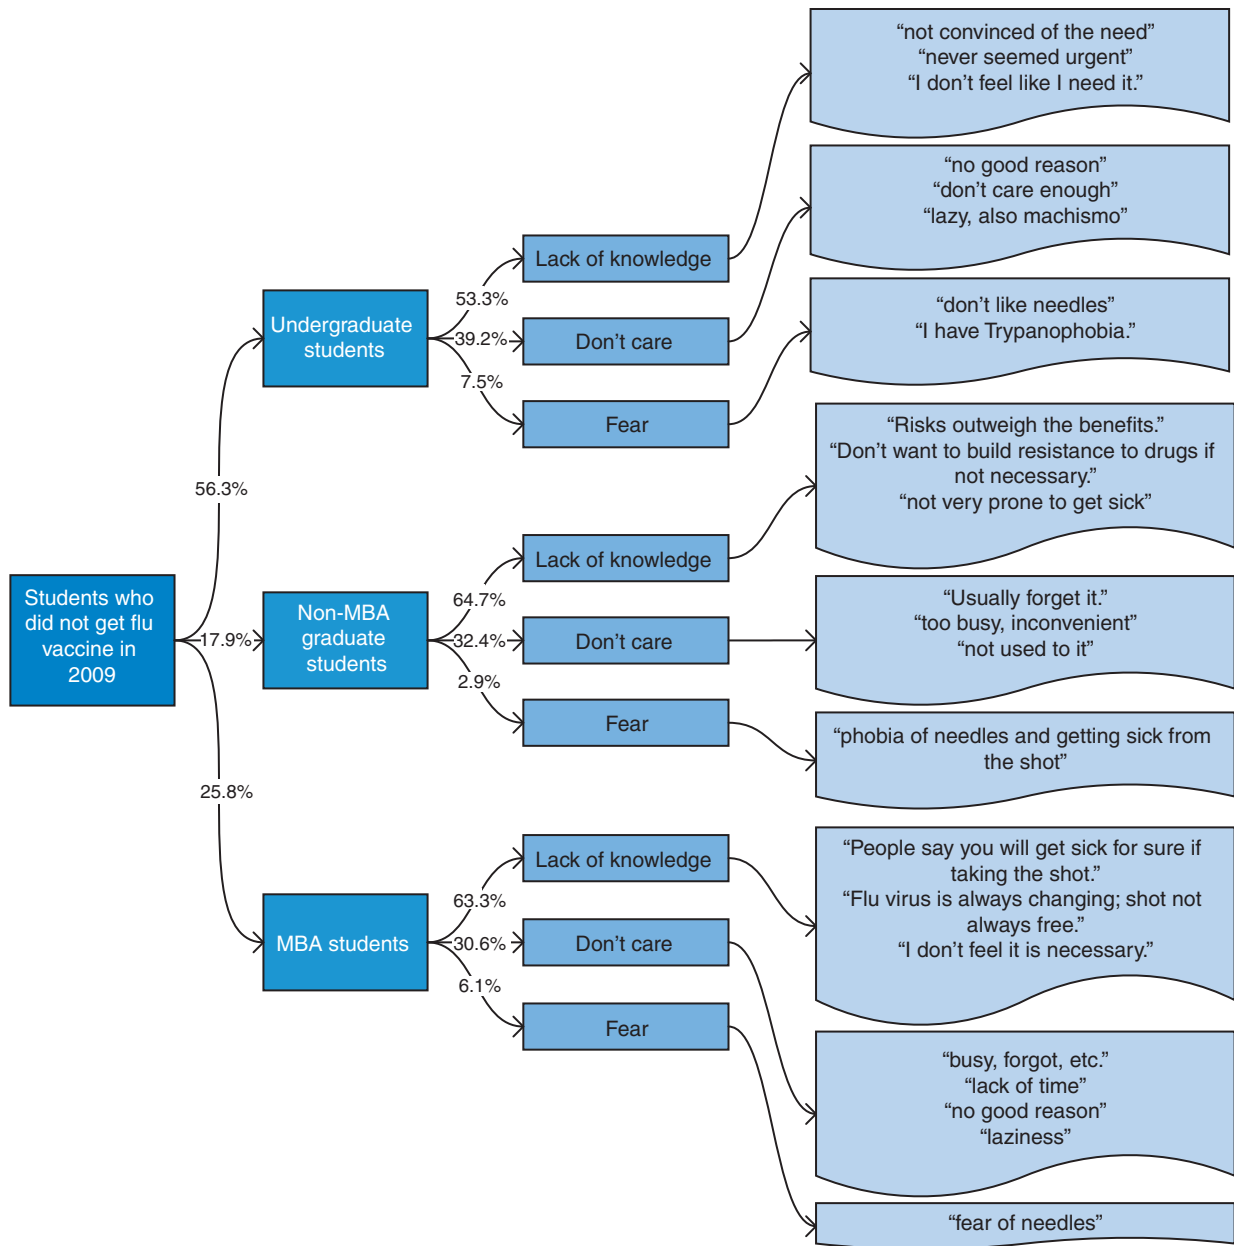 Students who
did not get flu
vaccine in
2009
56.3%
17.9%
25.8%
Undergraduate
students
53.3%
39.2%
7.5%
Lack of knowledge
Don’t care
Fear
“not convinced of the need”
“never seemed urgent”
“I don’t feel like I need it.”
“no good reason”
“don’t care enough”
“lazy, also machismo”
“don’t like needles”
“I have Trypanophobia.”
Non-MBA
graduate
students
64.7%
32.4%
2.9%
Lack of knowledge
Don’t care
Fear
“Risks outweigh the benefits.”
“Don’t want to build resistance to drugs if
not necessary.”
“not very prone to get sick”
“Usually forget it.”
“too busy, inconvenient”
“not used to it”
“phobia of needles and getting sick from
the shot”
MBA students
63.3%
30.6%
6.1%
Lack of knowledge
Don’t care
Fear
“People say you will get sick for sure if
taking the shot.”
“Flu virus is always changing; shot not
always free.”
“I don’t feel it is necessary.”
“busy, forgot, etc.”
“lack of time”
“no good reason”
“laziness”
“fear of needles”